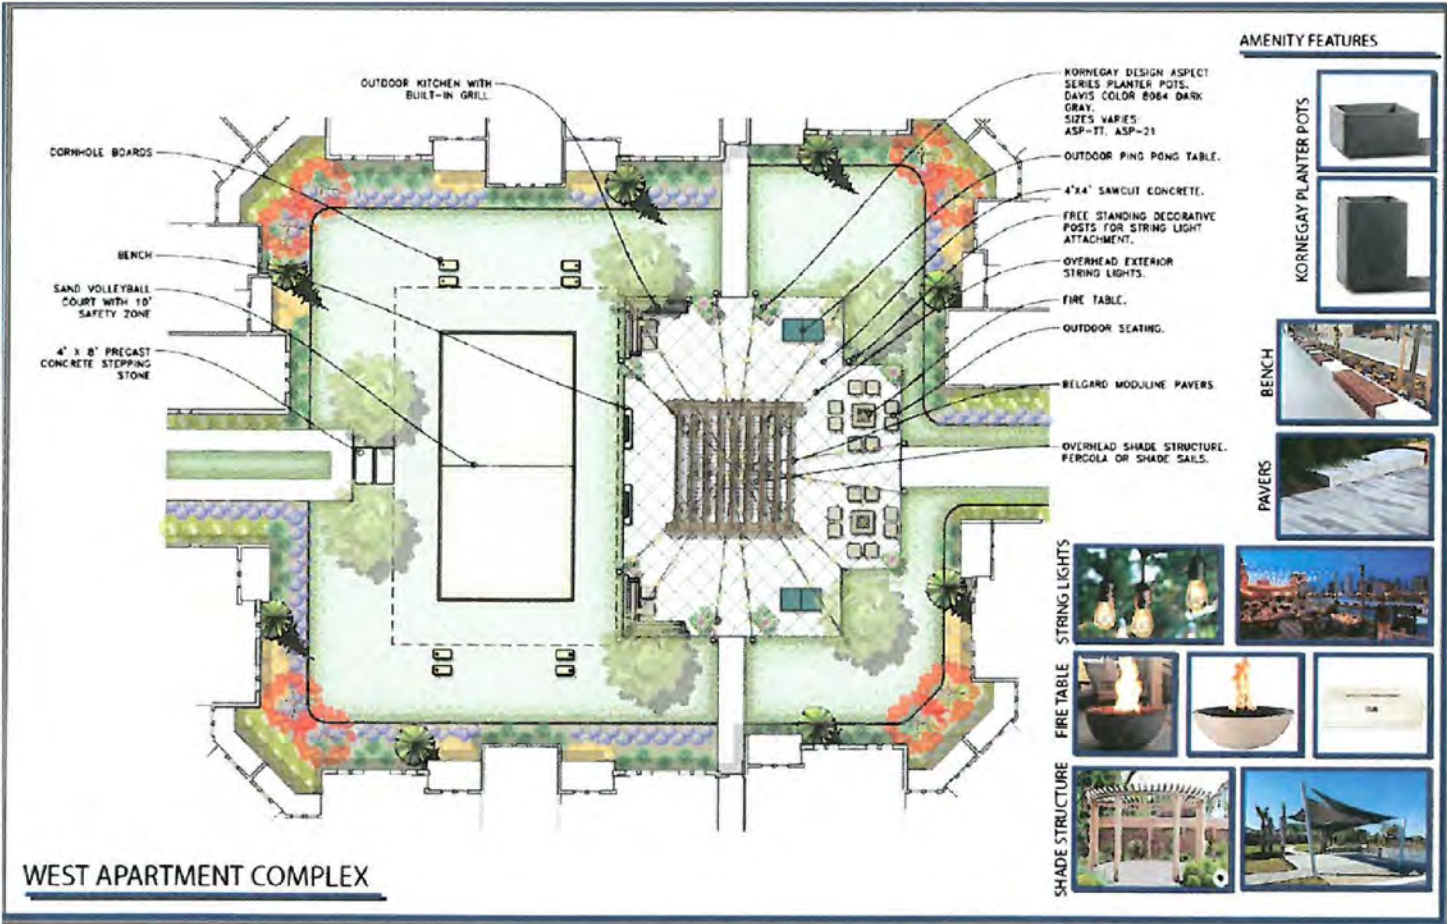 AMENITY FEATURES
OUTDOOR KITCHEN WITH
BUILT-IN GRILL.
CORNHOLE BOARDS
BENCH
SAND VOLLEYBALL
COURT WITH 10'
SAFETY ZONE
4' X 8' PRECAST
CONCRETE STEPPING
STONE
KORNEGAY DESIGN ASPECT
SERIES PLANTER POTS.
DAVIS COLOR 8084 DARK
GRAY.
SIZES VARIES
ASP-TT, ASP-21
OUTDOOR PING PONG TABLE.
4'X4' SAWCUT CONCRETE.
FREE STANDING DECORATIVE
POSTS FOR STRING LIGHT
ATTACHMENT.
OVERHEAD EXTERIOR
STRING LIGHTS.
FIRE TABLE.
OUTDOOR SEATING.
BELGARD MODULINE PAVERS
OVERHEAD SHADE STRUCTURE.
PERGOLA OR SHADE SAILS.
KORNEGAY PLANTER POTS
BENCH
PAVERS
STRING LIGHTS
FIRE TABLE
SHADE STRUCTURE
WEST APARTMENT COMPLEX